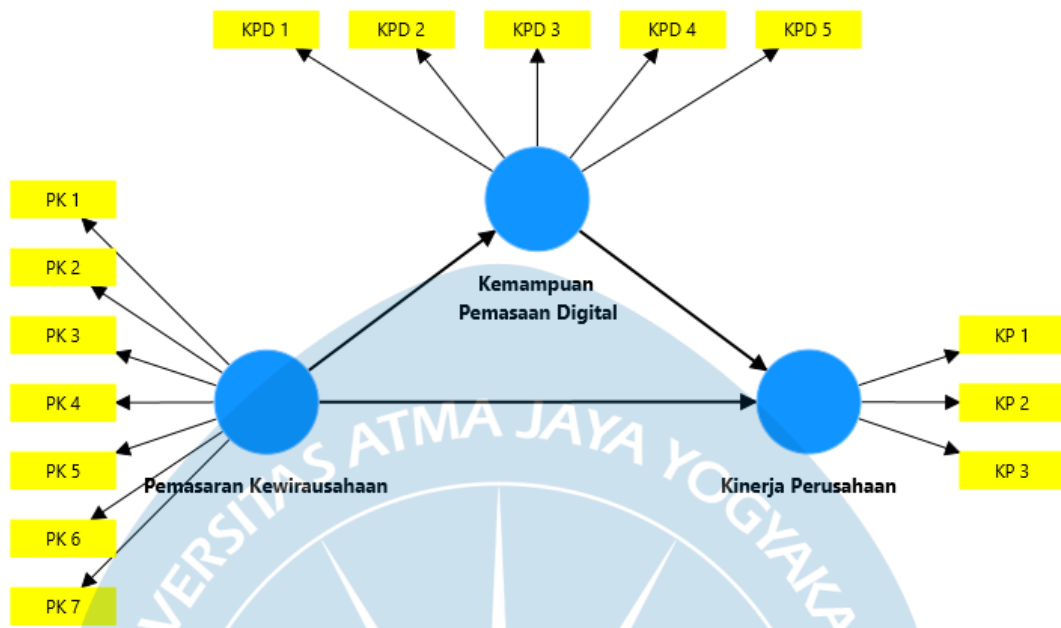 KPD 1
KPD 2
KPD 3
KPD 4
KPD 5
PK 1
PK 2
PK 3
PK 4
PK 5
PK 6
PK 7
Kemampuan
Pemasaan Digital
Pemasaran Kewirausahaan
Kinerja Perusahaan
KP 1
KP 2
KP 3
VERSITAS ATMA JAYA YOGYAKA